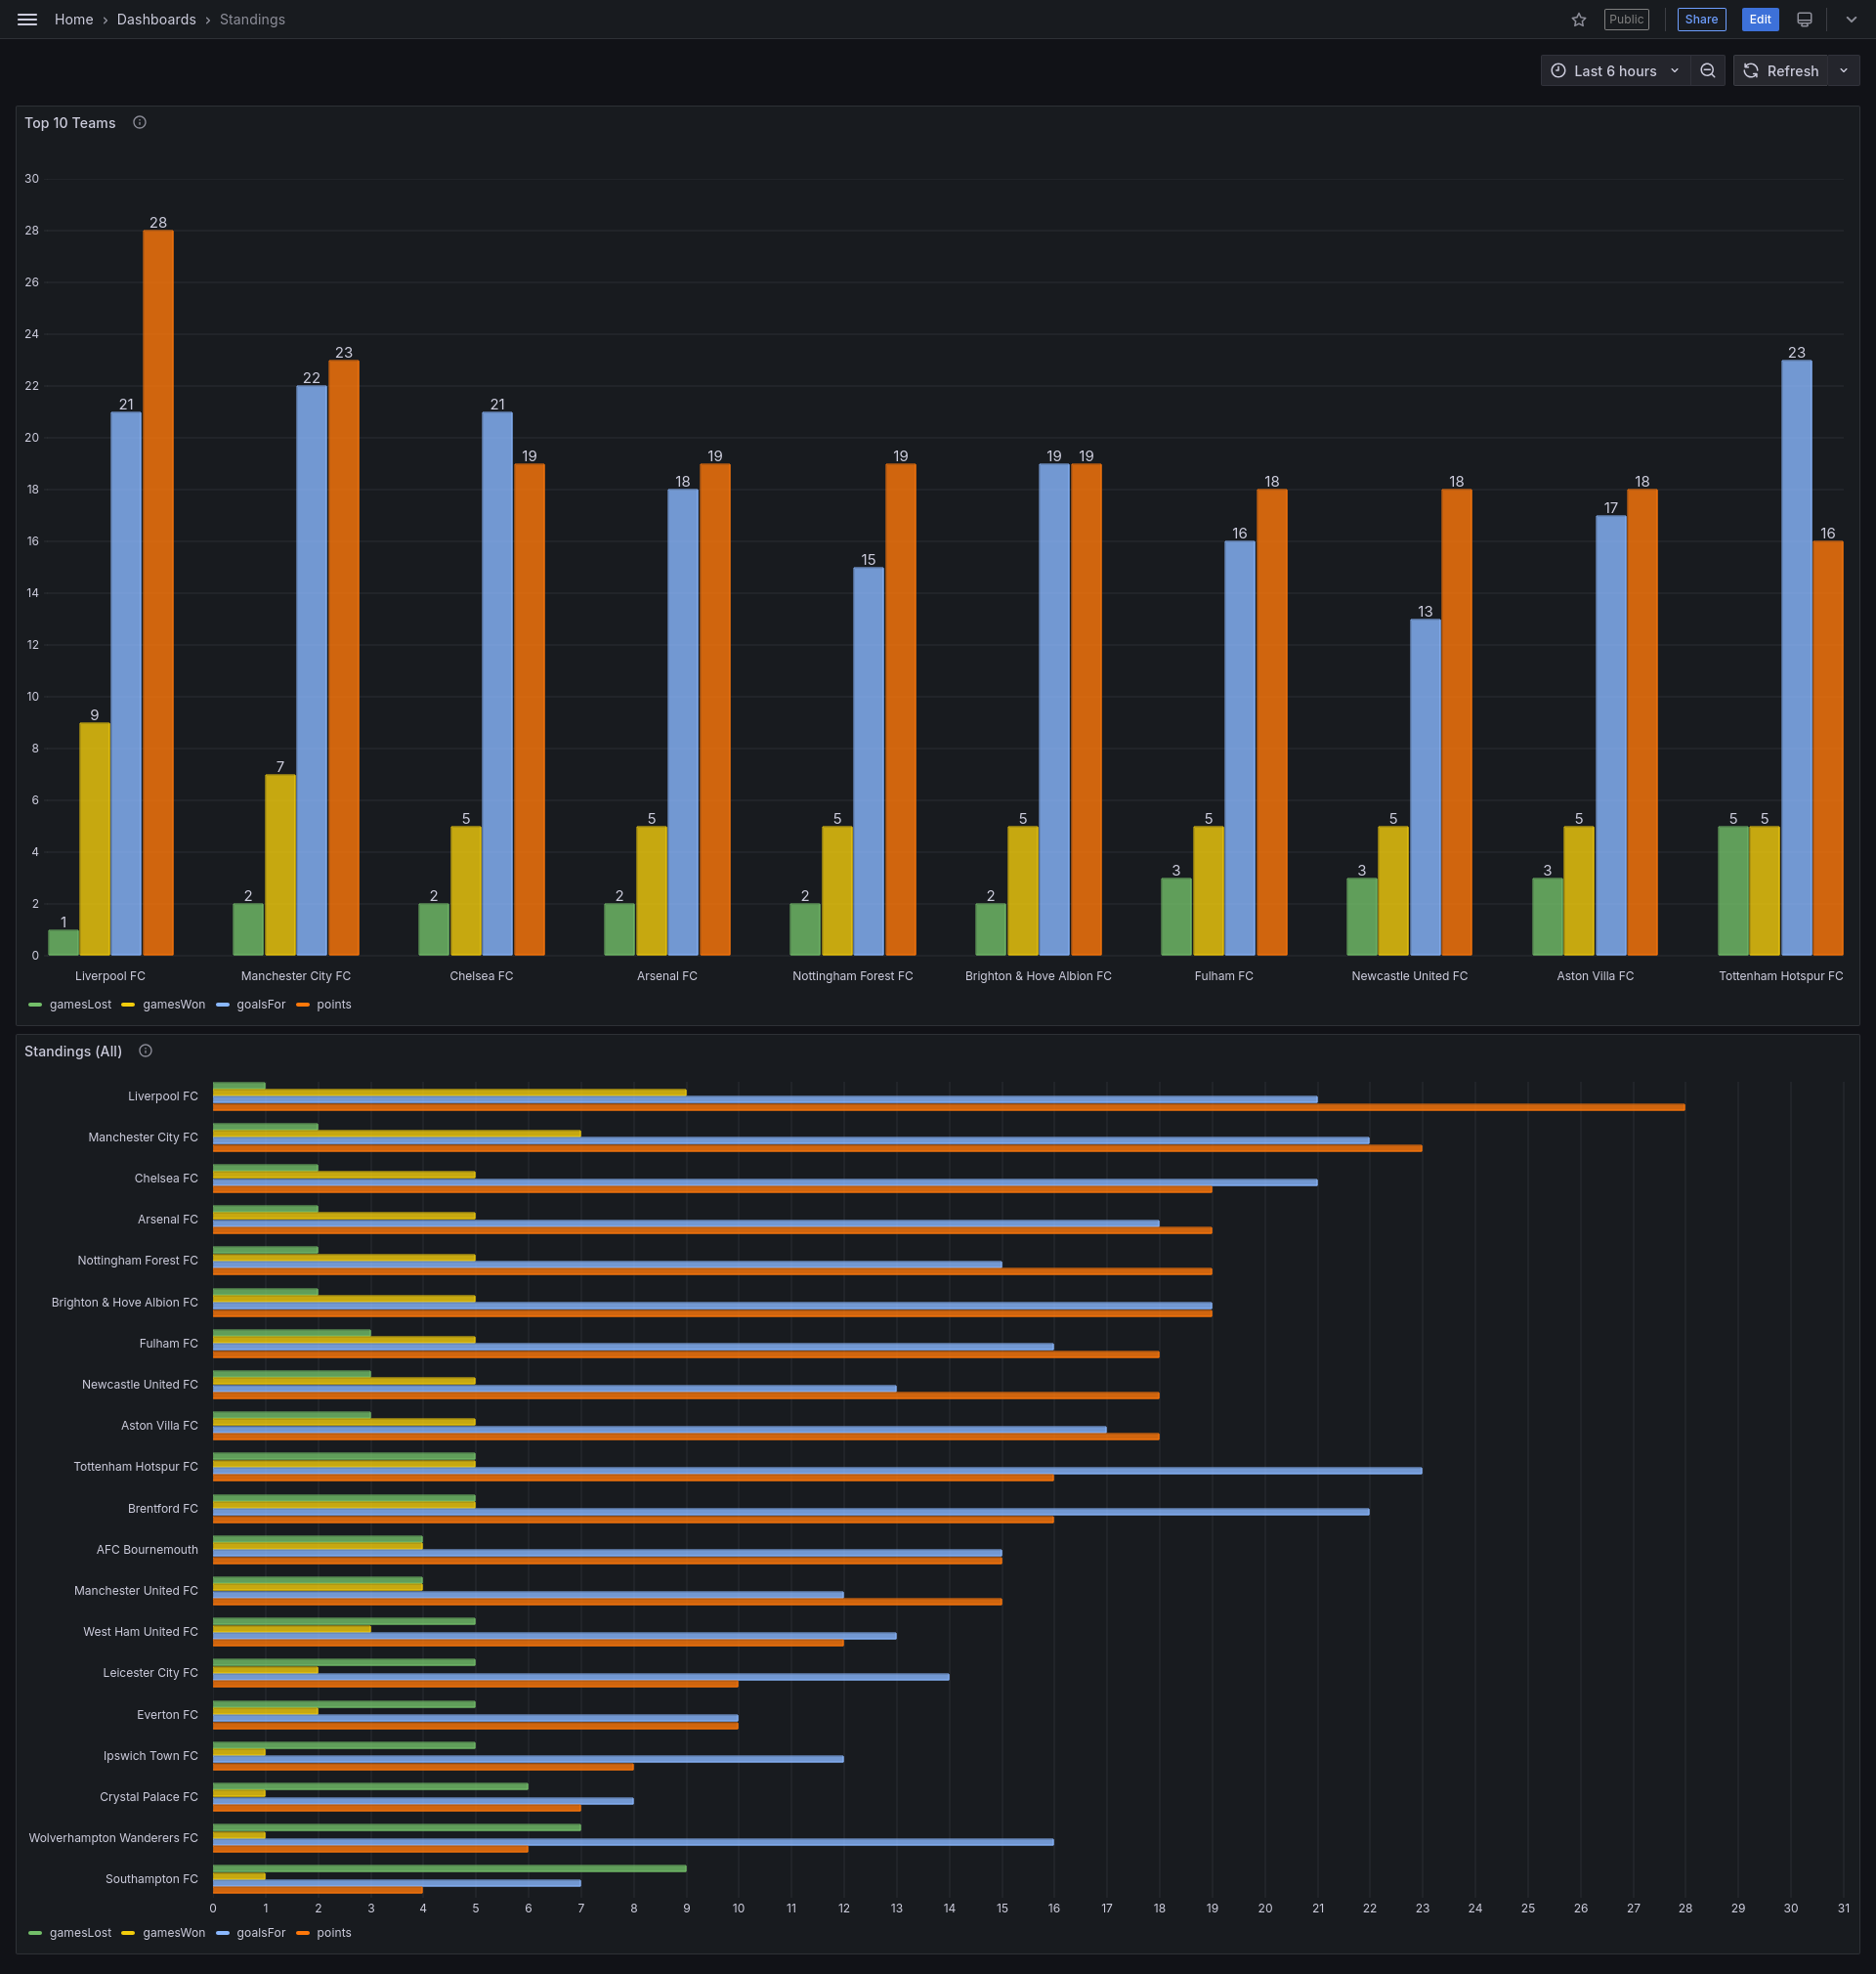 Home › Dashboards › Standings
Public Share Edit
Last 6 hours Refresh
Top 10 Teams
30
28
26
24
22
20
18
16
14
12
10
8
6
4
2
0
1 9 21 28
2 7 22 23
2 5 21 19
2 5 18 19
2 5 15 19
2 5 19 19
3 5 16 18
3 5 13 18
3 5 17 18
5 5 23 16
Liverpool FC Manchester City FC Chelsea FC Arsenal FC Nottingham Forest FC Brighton & Hove Albion FC Fulham FC Newcastle United FC Aston Villa FC Tottenham Hotspur FC
gamesLost gamesWon goalsFor points
Standings (All)
Liverpool FC
Manchester City FC
Chelsea FC
Arsenal FC
Nottingham Forest FC
Brighton & Hove Albion FC
Fulham FC
Newcastle United FC
Aston Villa FC
Tottenham Hotspur FC
Brentford FC
AFC Bournemouth
Manchester United FC
West Ham United FC
Leicester City FC
Everton FC
Ipswich Town FC
Crystal Palace FC
Wolverhampton Wanderers FC
Southampton FC
0 1 2 3 4 5 6 7 8 9 10 11 12 13 14 15 16 17 18 19 20 21 22 23 24 25 26 27 28 29 30 31
gamesLost gamesWon goalsFor points